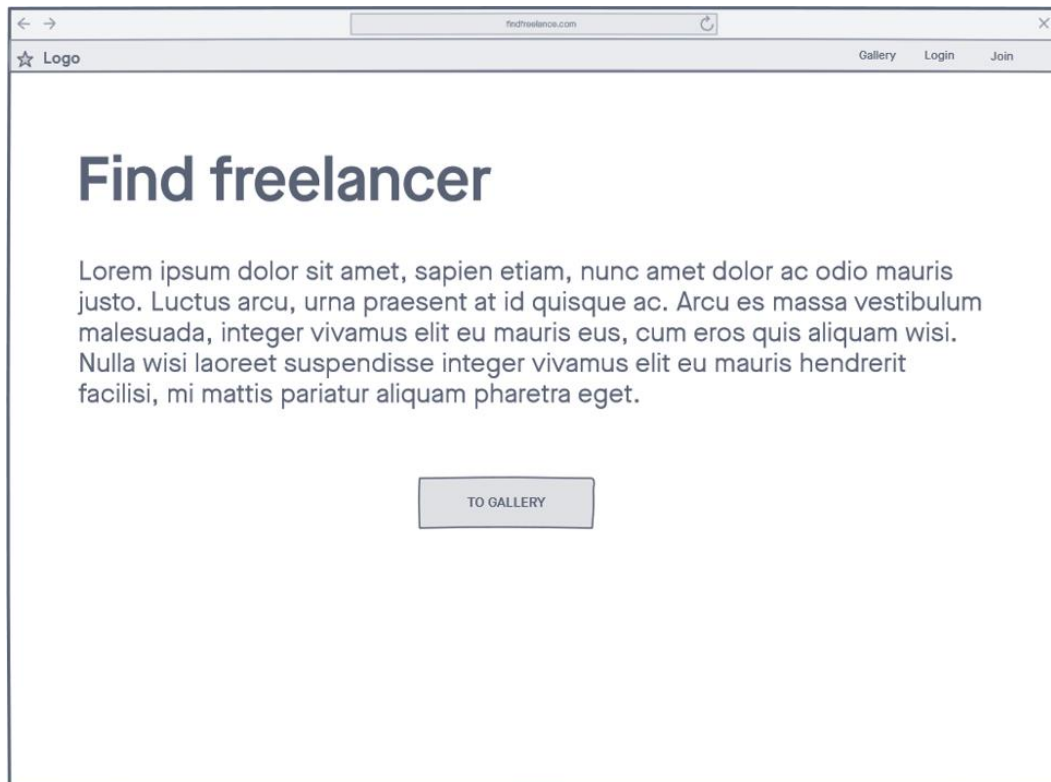 findfreelance.com
Logo
Gallery Login Join
Find freelancer
Lorem ipsum dolor sit amet, sapien etiam, nunc amet dolor ac odio mauris
justo. Luctus arcu, urna praesent at id quisque ac. Arcu es massa vestibulum
malesuada, integer vivamus elit eu mauris eus, cum eros quis aliquam wisi.
Nulla wisi laoreet suspendisse integer vivamus elit eu mauris hendrerit
facilisi, mi mattis pariatur aliquam pharetra eget.
TO GALLERY